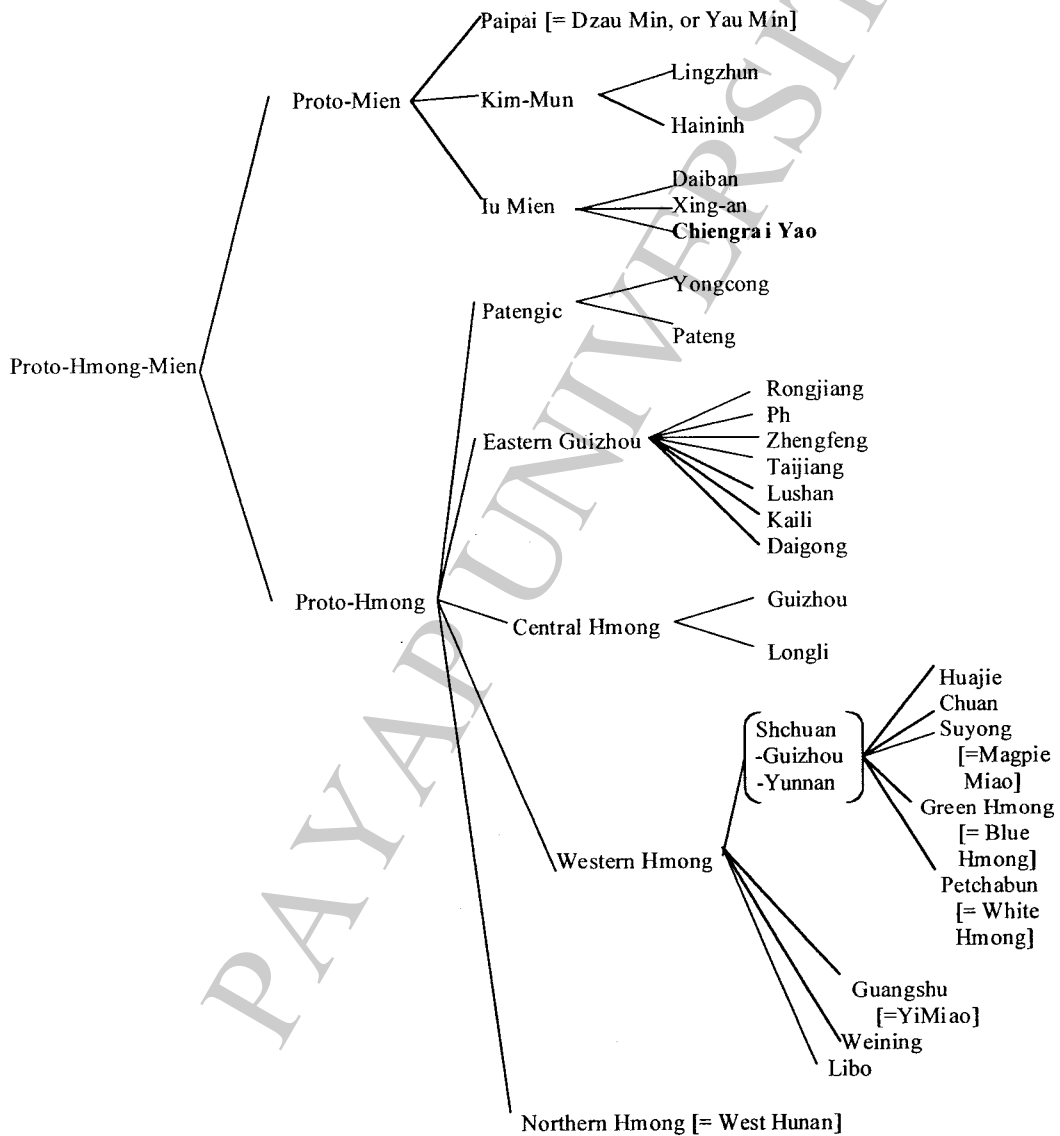 Paipai [= Dzau Min, or Yau Min]
Lingzhun
Proto-Mien
Kim-Mun
Haininh
Daiban
Iu Mien
Xing-an
Chiengrai Yao
Yongcong
Patengic
Pateng
Proto-Hmong-Mien
Rongjiang
Ph
Eastern Guizhou
Zhengfeng
Taijiang
Lushan
Kaili
Daigong
Proto-Hmong
Guizhou
Central Hmong
Longli
Huajie
Chuan
Shchuan
-Guizhou
-Yunnan
Suyong
[=Magpie
Miao]
Green Hmong
[= Blue
Hmong]
Western Hmong
Petchabun
[= White
Hmong]
Guangshu
[=YiMiao]
Weining
Libo
Northern Hmong [= West Hunan]
PAYAP UNIVERSIT